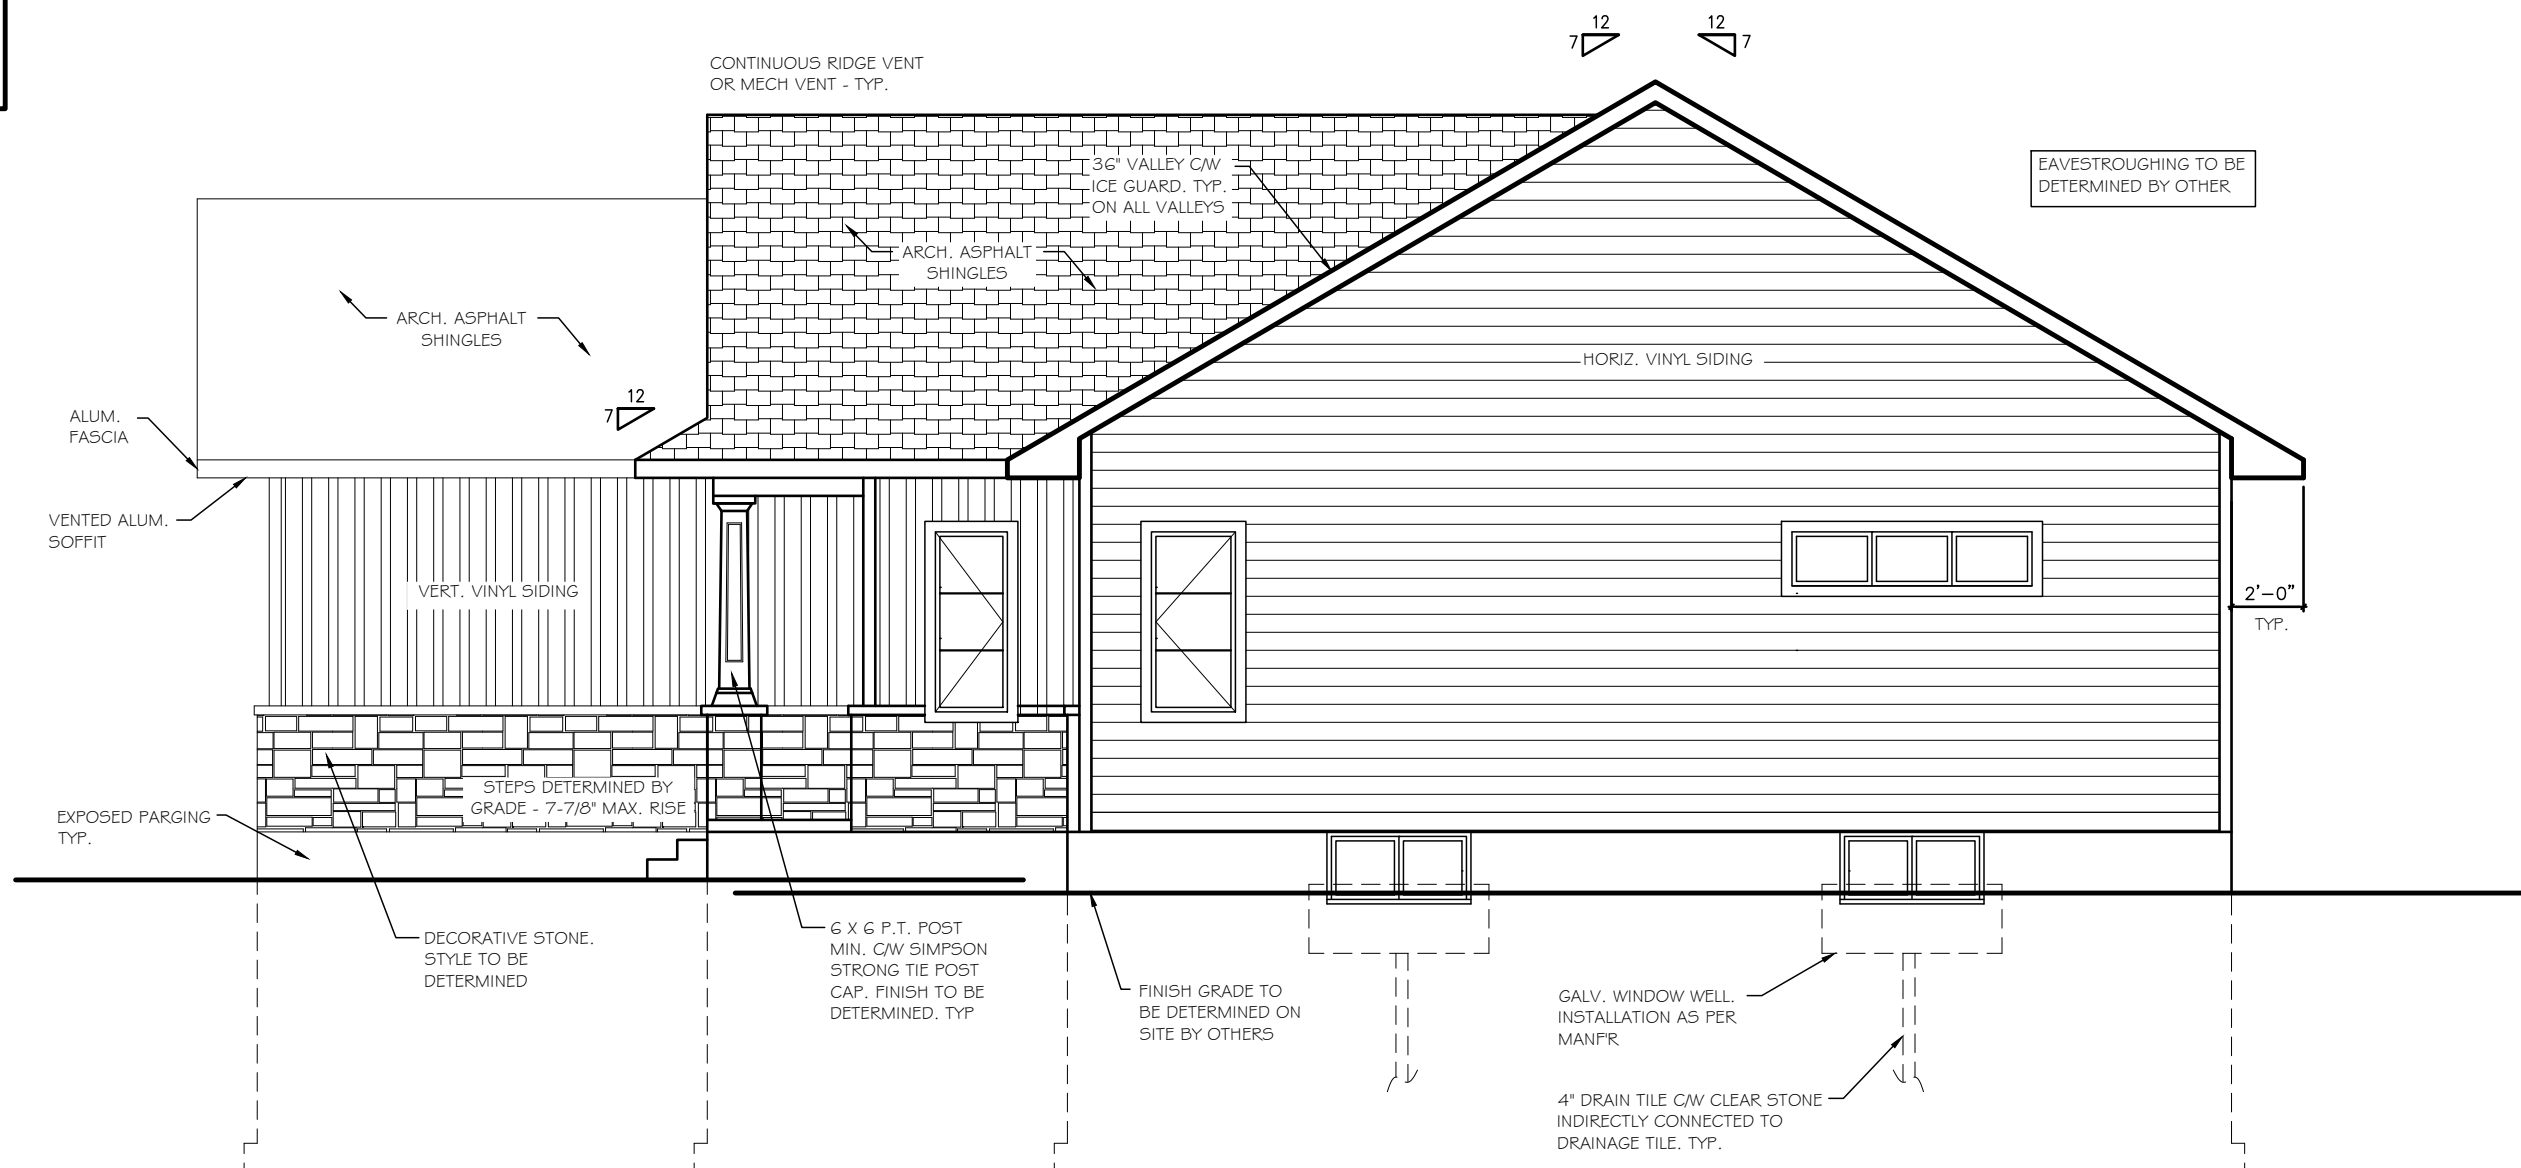 12
7
12
7
CONTINUOUS RIDGE VENT
OR MECH VENT - TYP.
36" VALLEY C/W
ICE GUARD. TYP.
ON ALL VALLEYS
EAVESTROUGHING TO BE
DETERMINED BY OTHER
ARCH. ASPHALT
SHINGLES
ARCH. ASPHALT
SHINGLES
HORIZ. VINYL SIDING
12
7
ALUM.
FASCIA
VENTED ALUM.
SOFFIT
VERT. VINYL SIDING
2'-0"
TYP.
STEPS DETERMINED BY
GRADE - 7-7/8" MAX. RISE
EXPOSED PARGING
TYP.
DECORATIVE STONE.
STYLE TO BE
DETERMINED
6 X 6 P.T. POST
MIN. C/W SIMPSON
STRONG TIE POST
CAP. FINISH TO BE
DETERMINED. TYP
FINISH GRADE TO
BE DETERMINED ON
SITE BY OTHERS
GALV. WINDOW WELL.
INSTALLATION AS PER
MANF'R
4" DRAIN TILE C/W CLEAR STONE
INDIRECTLY CONNECTED TO
DRAINAGE TILE. TYP.